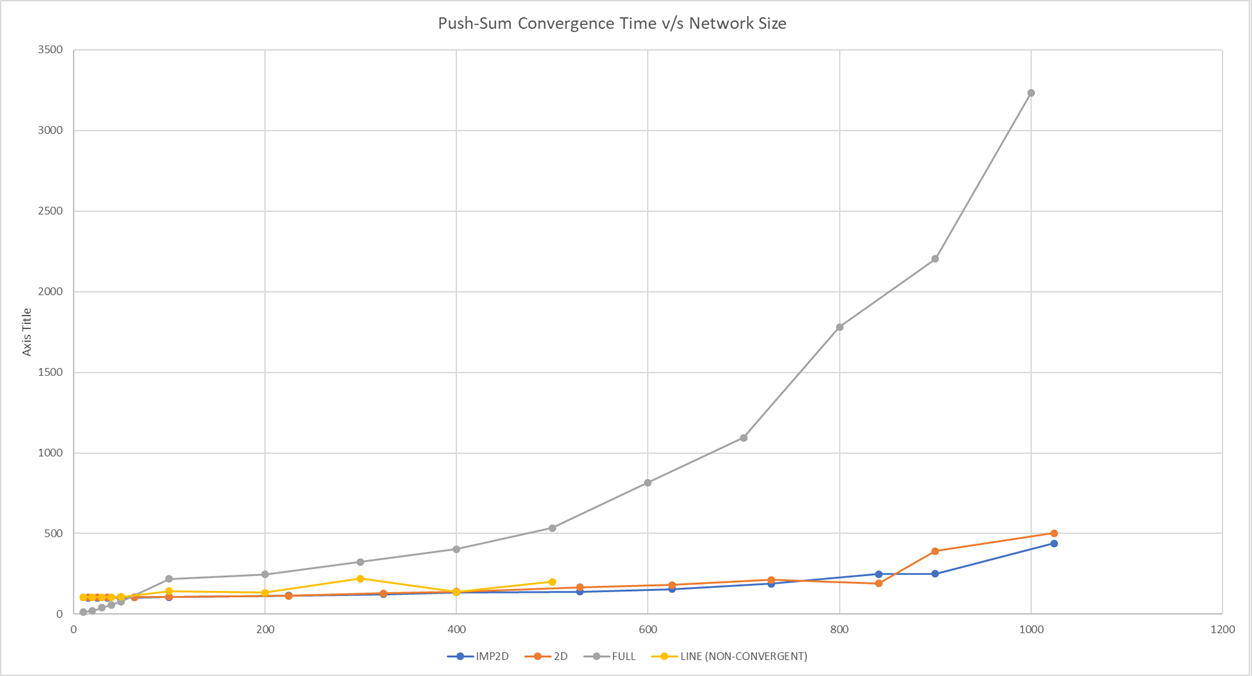 Push-Sum Convergence Time v/s Network Size
3500
3000
2500
2000
1500
1000
500
0
Axis Title
0 200 400 600 800 1000 1200
IMP2D 2D FULL LINE (NON-CONVERGENT)